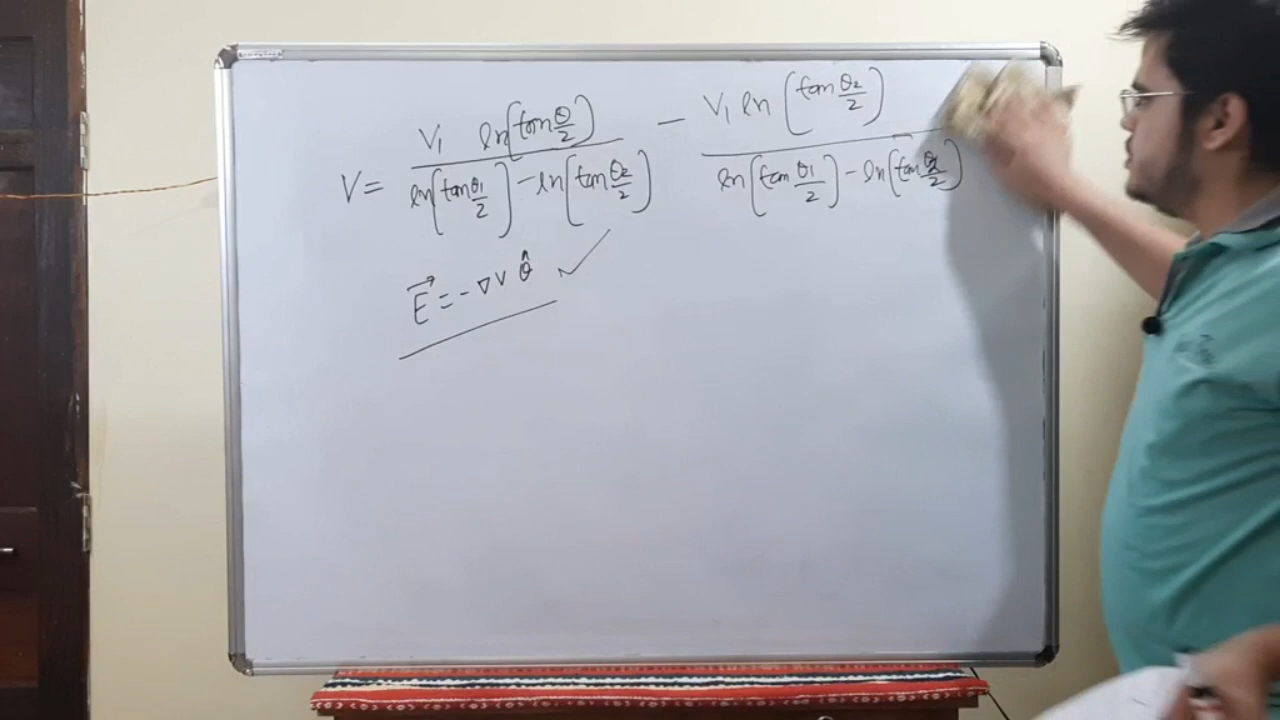 V = V₁ ln(tan θ/2) / ln[tan θ₁/2] − ln[tan θ₂/2] − V₁ ln(tan θ₂/2) / ln[tan θ₁/2] − ln[tan θ₂/2]
E⃗ = −∇V θ̂ ✓